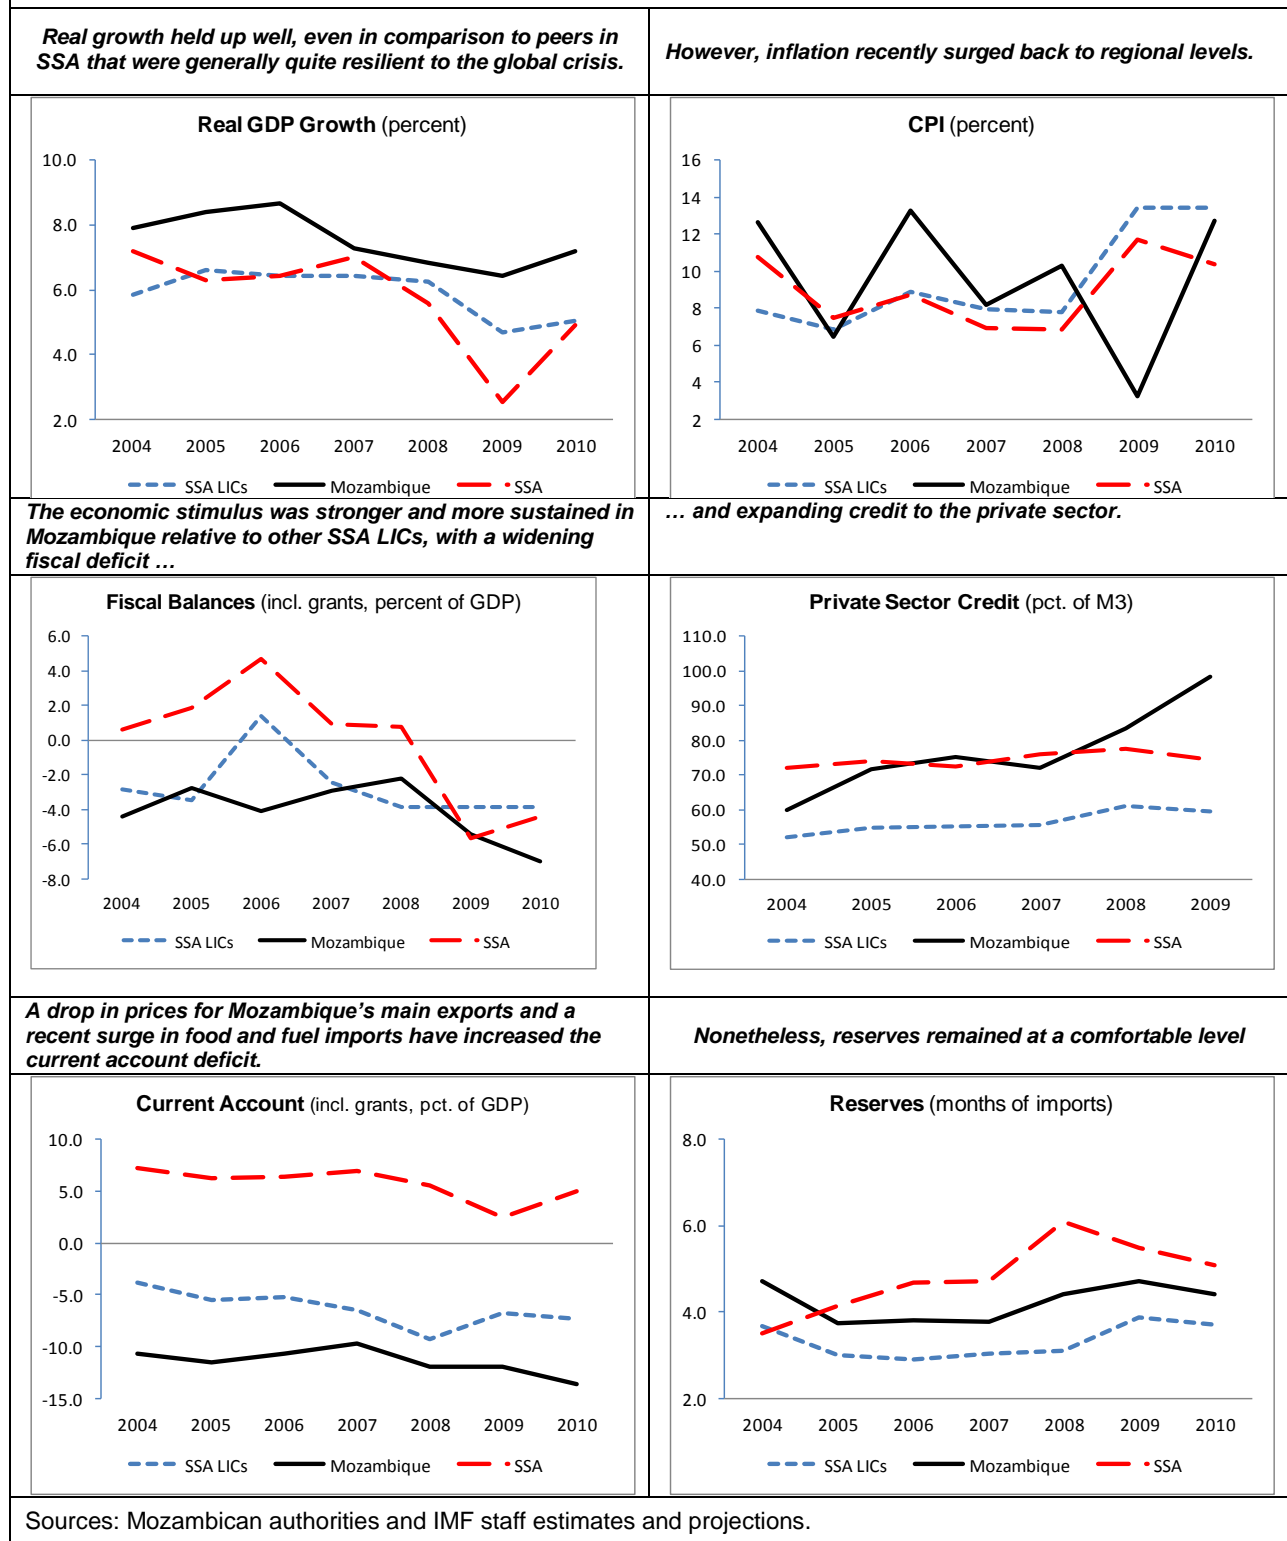 Real growth held up well, even in comparison to peers in
SSA that were generally quite resilient to the global crisis.
However, inflation recently surged back to regional levels.
Real GDP Growth (percent)
10.0
8.0
6.0
4.0
2.0
2004 2005 2006 2007 2008 2009 2010
SSA LICs Mozambique SSA
CPI (percent)
16
14
12
10
8
6
4
2
2004 2005 2006 2007 2008 2009 2010
SSA LICs Mozambique SSA
The economic stimulus was stronger and more sustained in
Mozambique relative to other SSA LICs, with a widening
fiscal deficit …
… and expanding credit to the private sector.
Fiscal Balances (incl. grants, percent of GDP)
6.0
4.0
2.0
0.0
-2.0
-4.0
-6.0
-8.0
2004 2005 2006 2007 2008 2009 2010
SSA LICs Mozambique SSA
Private Sector Credit (pct. of M3)
110.0
100.0
90.0
80.0
70.0
60.0
50.0
40.0
2004 2005 2006 2007 2008 2009
SSA LICs Mozambique SSA
A drop in prices for Mozambique's main exports and a
recent surge in food and fuel imports have increased the
current account deficit.
Nonetheless, reserves remained at a comfortable level
Current Account (incl. grants, pct. of GDP)
10.0
5.0
0.0
-5.0
-10.0
-15.0
2004 2005 2006 2007 2008 2009 2010
SSA LICs Mozambique SSA
Reserves (months of imports)
8.0
6.0
4.0
2.0
2004 2005 2006 2007 2008 2009 2010
SSA LICs Mozambique SSA
Sources: Mozambican authorities and IMF staff estimates and projections.